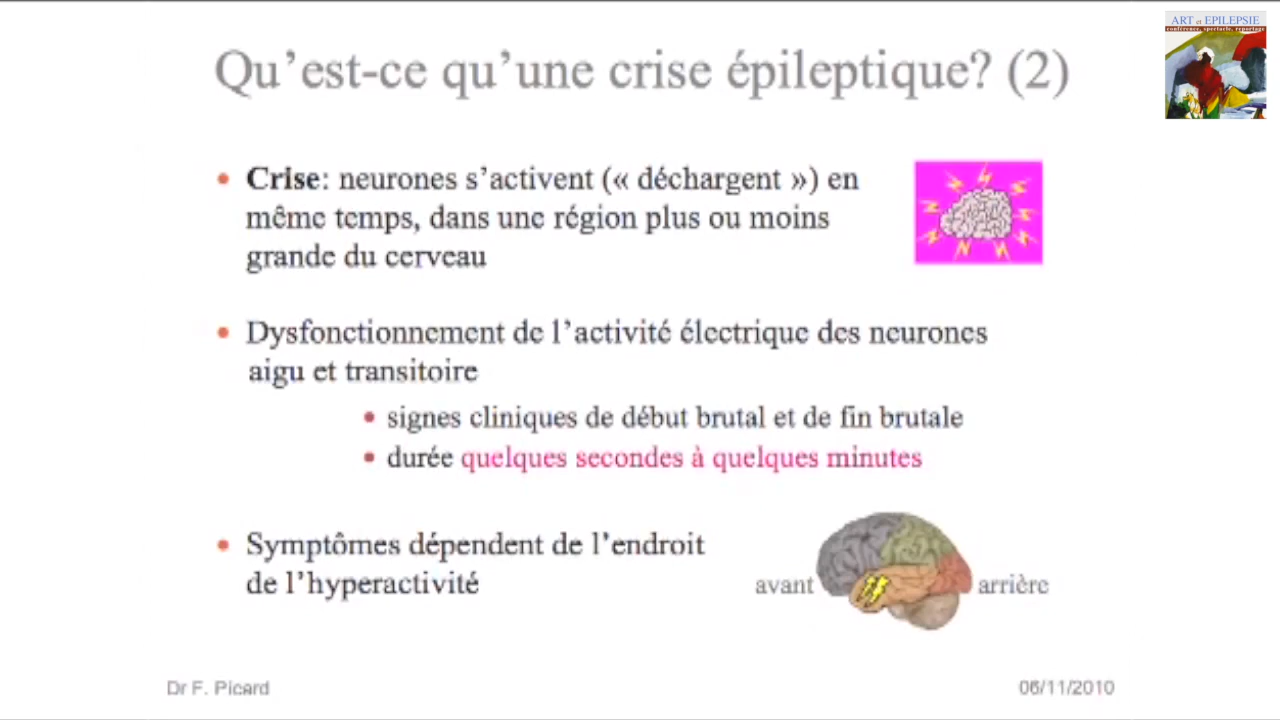 ART et EPILEPSIE
conférence, spectacle, reportage
Qu’est-ce qu’une crise épileptique? (2)
• Crise: neurones s’activent (« déchargent ») en
même temps, dans une région plus ou moins
grande du cerveau
• Dysfonctionnement de l’activité électrique des neurones
aigu et transitoire
• signes cliniques de début brutal et de fin brutale
• durée quelques secondes à quelques minutes
• Symptômes dépendent de l’endroit
de l’hyperactivité
avant
arrière
Dr F. Picard
06/11/2010